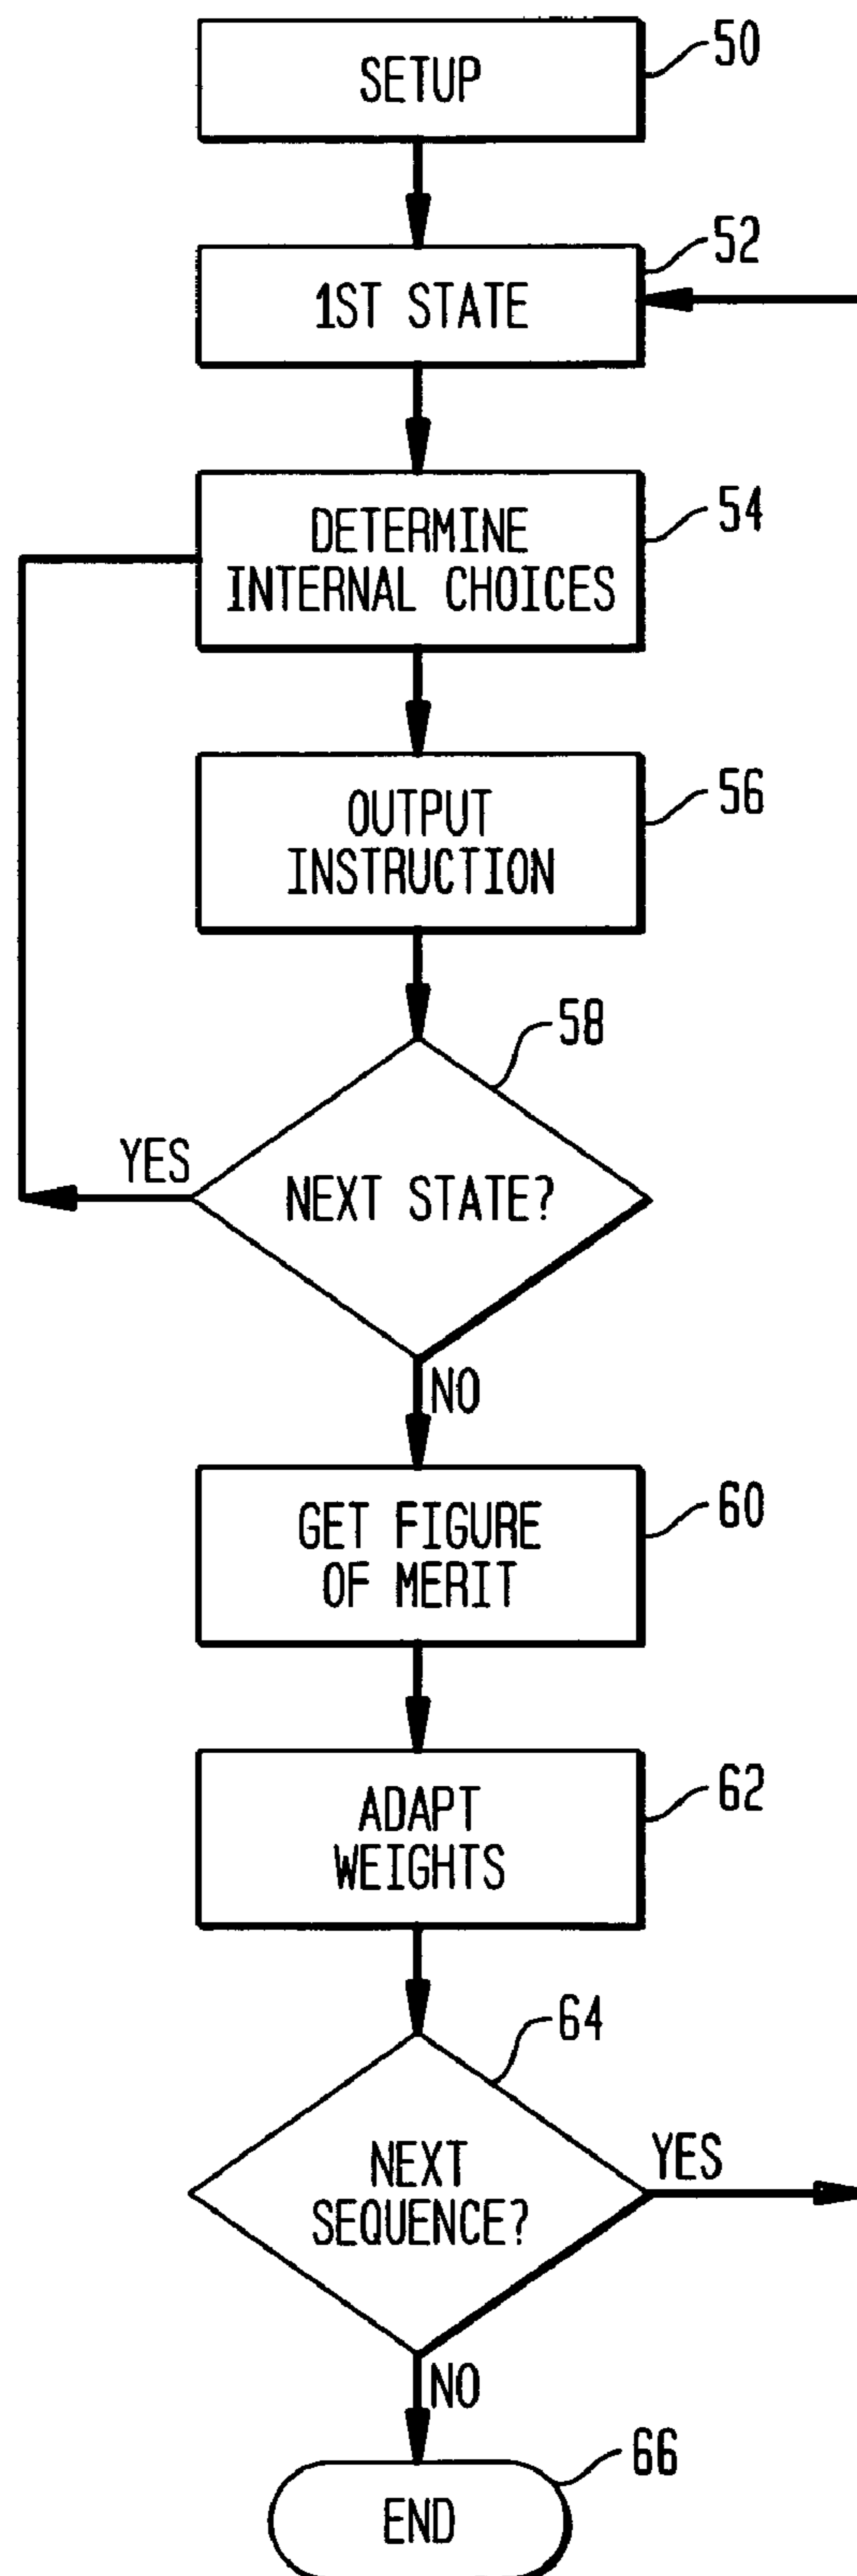 SETUP
50
1ST STATE
52
DETERMINE
INTERNAL CHOICES
54
OUTPUT
INSTRUCTION
56
58
NEXT STATE?
YES
NO
GET FIGURE
OF MERIT
60
ADAPT
WEIGHTS
62
64
NEXT
SEQUENCE?
YES
NO
END
66